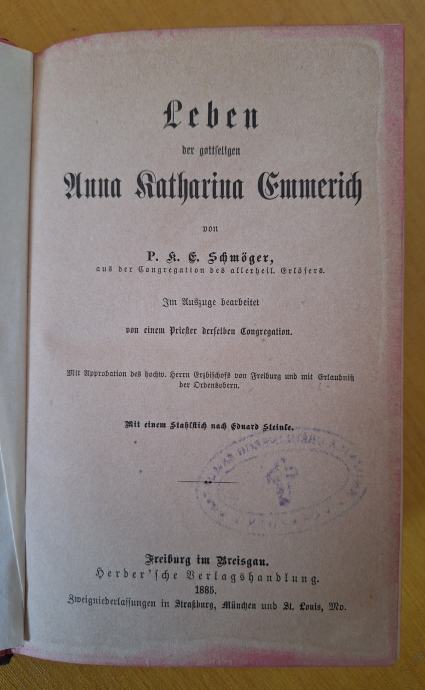 Leben
der gottseligen
Anna Katharina Emmerich
von
P. K. E. Schmöger,
aus der Congregation des allerheil. Erlösers.
Im Auszuge bearbeitet
von einem Priester derselben Congregation.
Mit Approbation des hochw. Herrn Erzbischofs von Freiburg und mit Erlaubniß
der Ordensobern.
Mit einem Stahlstich nach Eduard Steinle.
Freiburg im Breisgau.
Herder'sche Verlagshandlung.
1885.
Zweigniederlassungen in Straßburg, München und St. Louis, Mo.